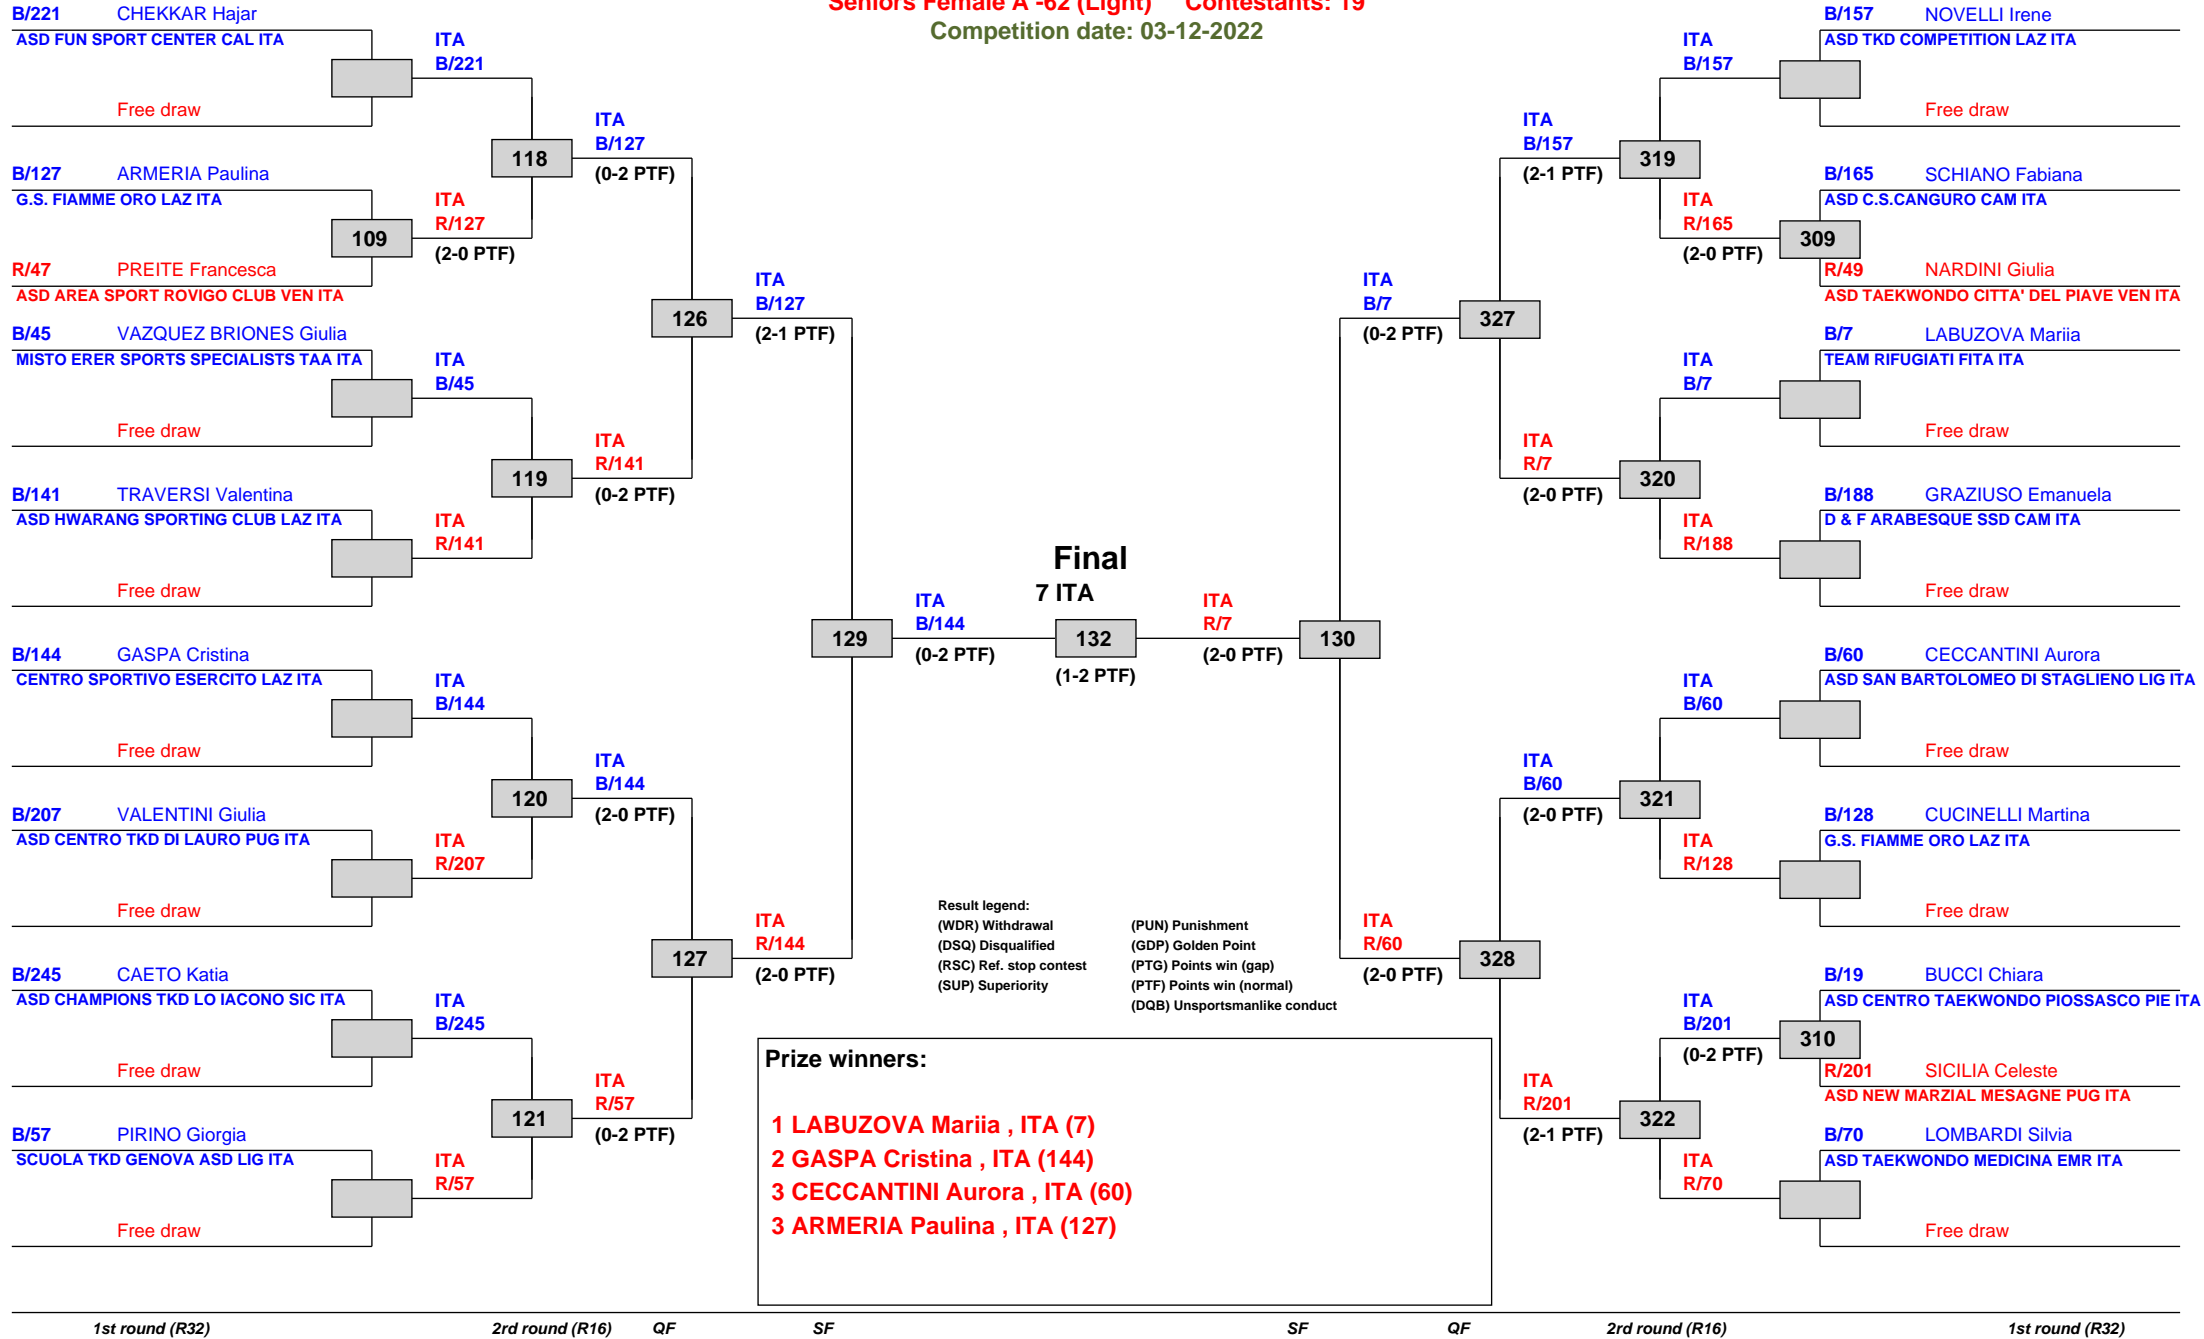 Seniors Female A -62 (Light) Contestants: 19
Competition date: 03-12-2022
B/221 CHEKKAR Hajar
ASD FUN SPORT CENTER CAL ITA
Free draw
B/127 ARMERIA Paulina
G.S. FIAMME ORO LAZ ITA
109
R/47 PREITE Francesca
ASD AREA SPORT ROVIGO CLUB VEN ITA
B/45 VAZQUEZ BRIONES Giulia
MISTO ERER SPORTS SPECIALISTS TAA ITA
Free draw
B/141 TRAVERSI Valentina
ASD HWARANG SPORTING CLUB LAZ ITA
Free draw
B/144 GASPA Cristina
CENTRO SPORTIVO ESERCITO LAZ ITA
Free draw
B/207 VALENTINI Giulia
ASD CENTRO TKD DI LAURO PUG ITA
Free draw
B/245 CAETO Katia
ASD CHAMPIONS TKD LO IACONO SIC ITA
Free draw
B/57 PIRINO Giorgia
SCUOLA TKD GENOVA ASD LIG ITA
Free draw
ITA
B/221
118
ITA
R/127
(2-0 PTF)
ITA
B/45
119
ITA
R/141
ITA
B/144
120
ITA
R/207
ITA
B/245
121
ITA
R/57
ITA
B/127
(0-2 PTF)
126
ITA
R/141
(0-2 PTF)
ITA
B/144
(2-0 PTF)
127
ITA
R/57
(0-2 PTF)
ITA
B/127
(2-1 PTF)
129
ITA
R/144
(2-0 PTF)
ITA
B/144
(0-2 PTF)
Final
7 ITA
132
(1-2 PTF)
ITA
R/7
(2-0 PTF)
130
ITA
B/7
(0-2 PTF)
327
ITA
R/60
(2-0 PTF)
328
ITA
B/157
(2-1 PTF)
319
ITA
R/7
(2-0 PTF)
320
ITA
B/60
(2-0 PTF)
321
ITA
R/201
(2-1 PTF)
322
ITA
B/157
ITA
R/165
(2-0 PTF)
309
ITA
B/7
ITA
R/188
ITA
B/60
ITA
R/128
ITA
B/201
(0-2 PTF)
310
ITA
R/70
B/157 NOVELLI Irene
ASD TKD COMPETITION LAZ ITA
Free draw
B/165 SCHIANO Fabiana
ASD C.S.CANGURO CAM ITA
R/49 NARDINI Giulia
ASD TAEKWONDO CITTA' DEL PIAVE VEN ITA
B/7 LABUZOVA Mariia
TEAM RIFUGIATI FITA ITA
Free draw
B/188 GRAZIUSO Emanuela
D & F ARABESQUE SSD CAM ITA
Free draw
B/60 CECCANTINI Aurora
ASD SAN BARTOLOMEO DI STAGLIENO LIG ITA
Free draw
B/128 CUCINELLI Martina
G.S. FIAMME ORO LAZ ITA
Free draw
B/19 BUCCI Chiara
ASD CENTRO TAEKWONDO PIOSSASCO PIE ITA
R/201 SICILIA Celeste
ASD NEW MARZIAL MESAGNE PUG ITA
B/70 LOMBARDI Silvia
ASD TAEKWONDO MEDICINA EMR ITA
Free draw
Result legend:
(WDR) Withdrawal (PUN) Punishment
(DSQ) Disqualified (GDP) Golden Point
(RSC) Ref. stop contest (PTG) Points win (gap)
(SUP) Superiority (PTF) Points win (normal)
(DQB) Unsportsmanlike conduct
Prize winners:
1 LABUZOVA Mariia , ITA (7)
2 GASPA Cristina , ITA (144)
3 CECCANTINI Aurora , ITA (60)
3 ARMERIA Paulina , ITA (127)
1st round (R32) 2rd round (R16) QF SF SF QF 2rd round (R16) 1st round (R32)